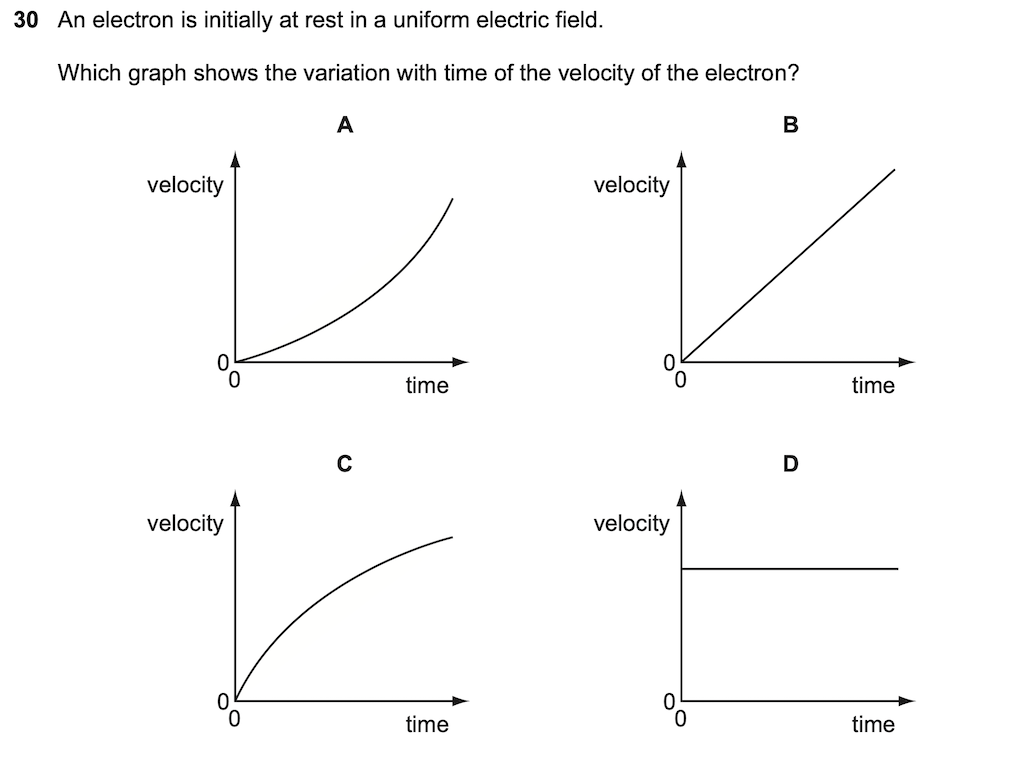 30 An electron is initially at rest in a uniform electric field.
Which graph shows the variation with time of the velocity of the electron?
A
velocity
0
0
time
B
velocity
0
0
time
C
velocity
0
0
time
D
velocity
0
0
time